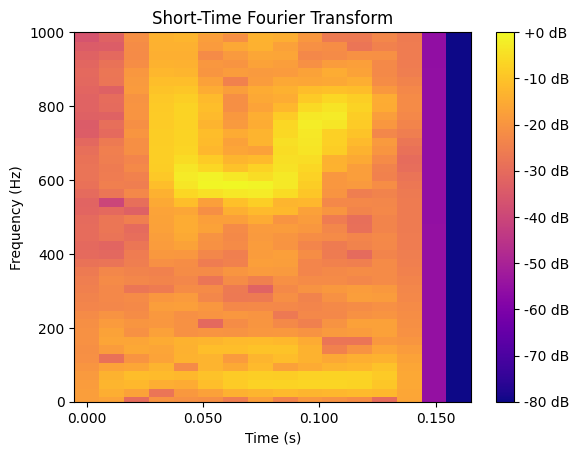 Short-Time Fourier Transform
1000
800
600
400
200
0
Frequency (Hz)
0.000
0.050
0.100
0.150
Time (s)
+0 dB
-10 dB
-20 dB
-30 dB
-40 dB
-50 dB
-60 dB
-70 dB
-80 dB